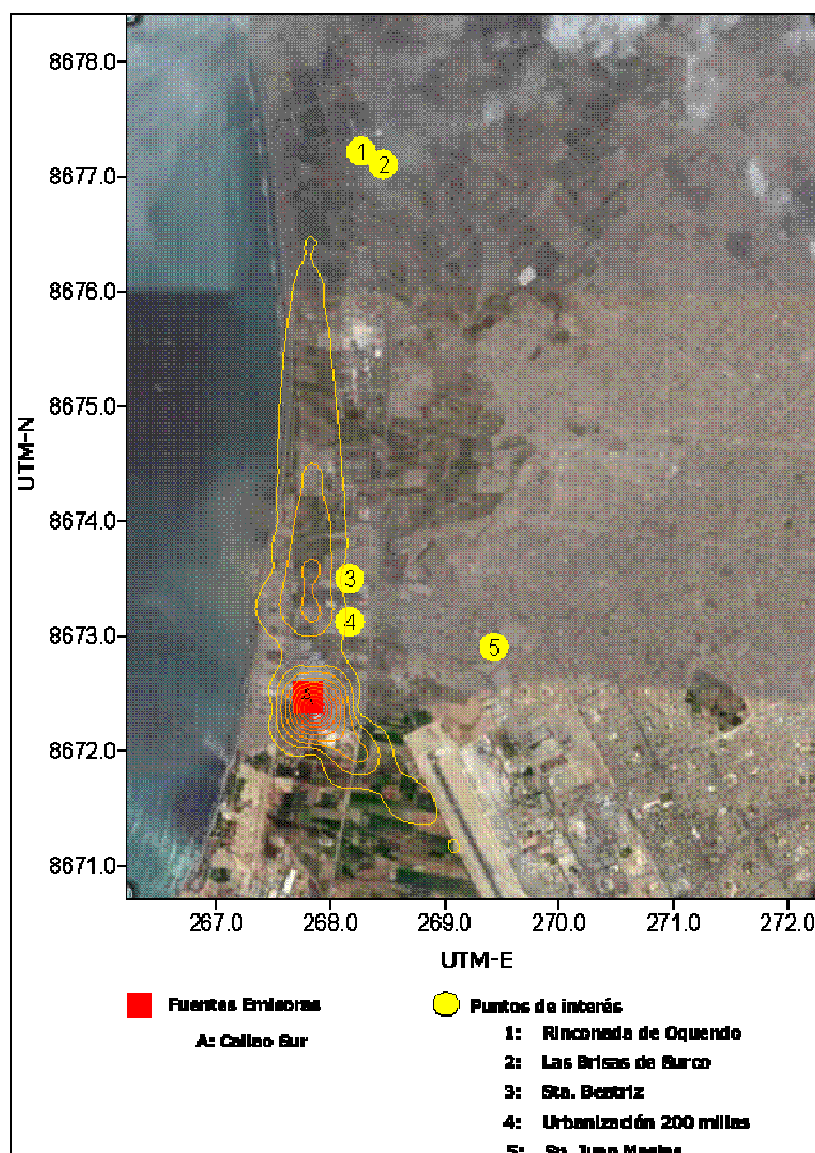 8678.0
1
2
8677.0
8676.0
8675.0
UTM-N
8674.0
3
4
8673.0
5
8672.0
8671.0
267.0 268.0 269.0 270.0 271.0 272.0
UTM-E
Fuentes Emisoras
A: Callao Sur
Puntos de interés
1: Rinconada de Oquendo
2: Las Brisas de Surco
3: Sta. Beatriz
4: Urbanización 200 millas
5: Juan